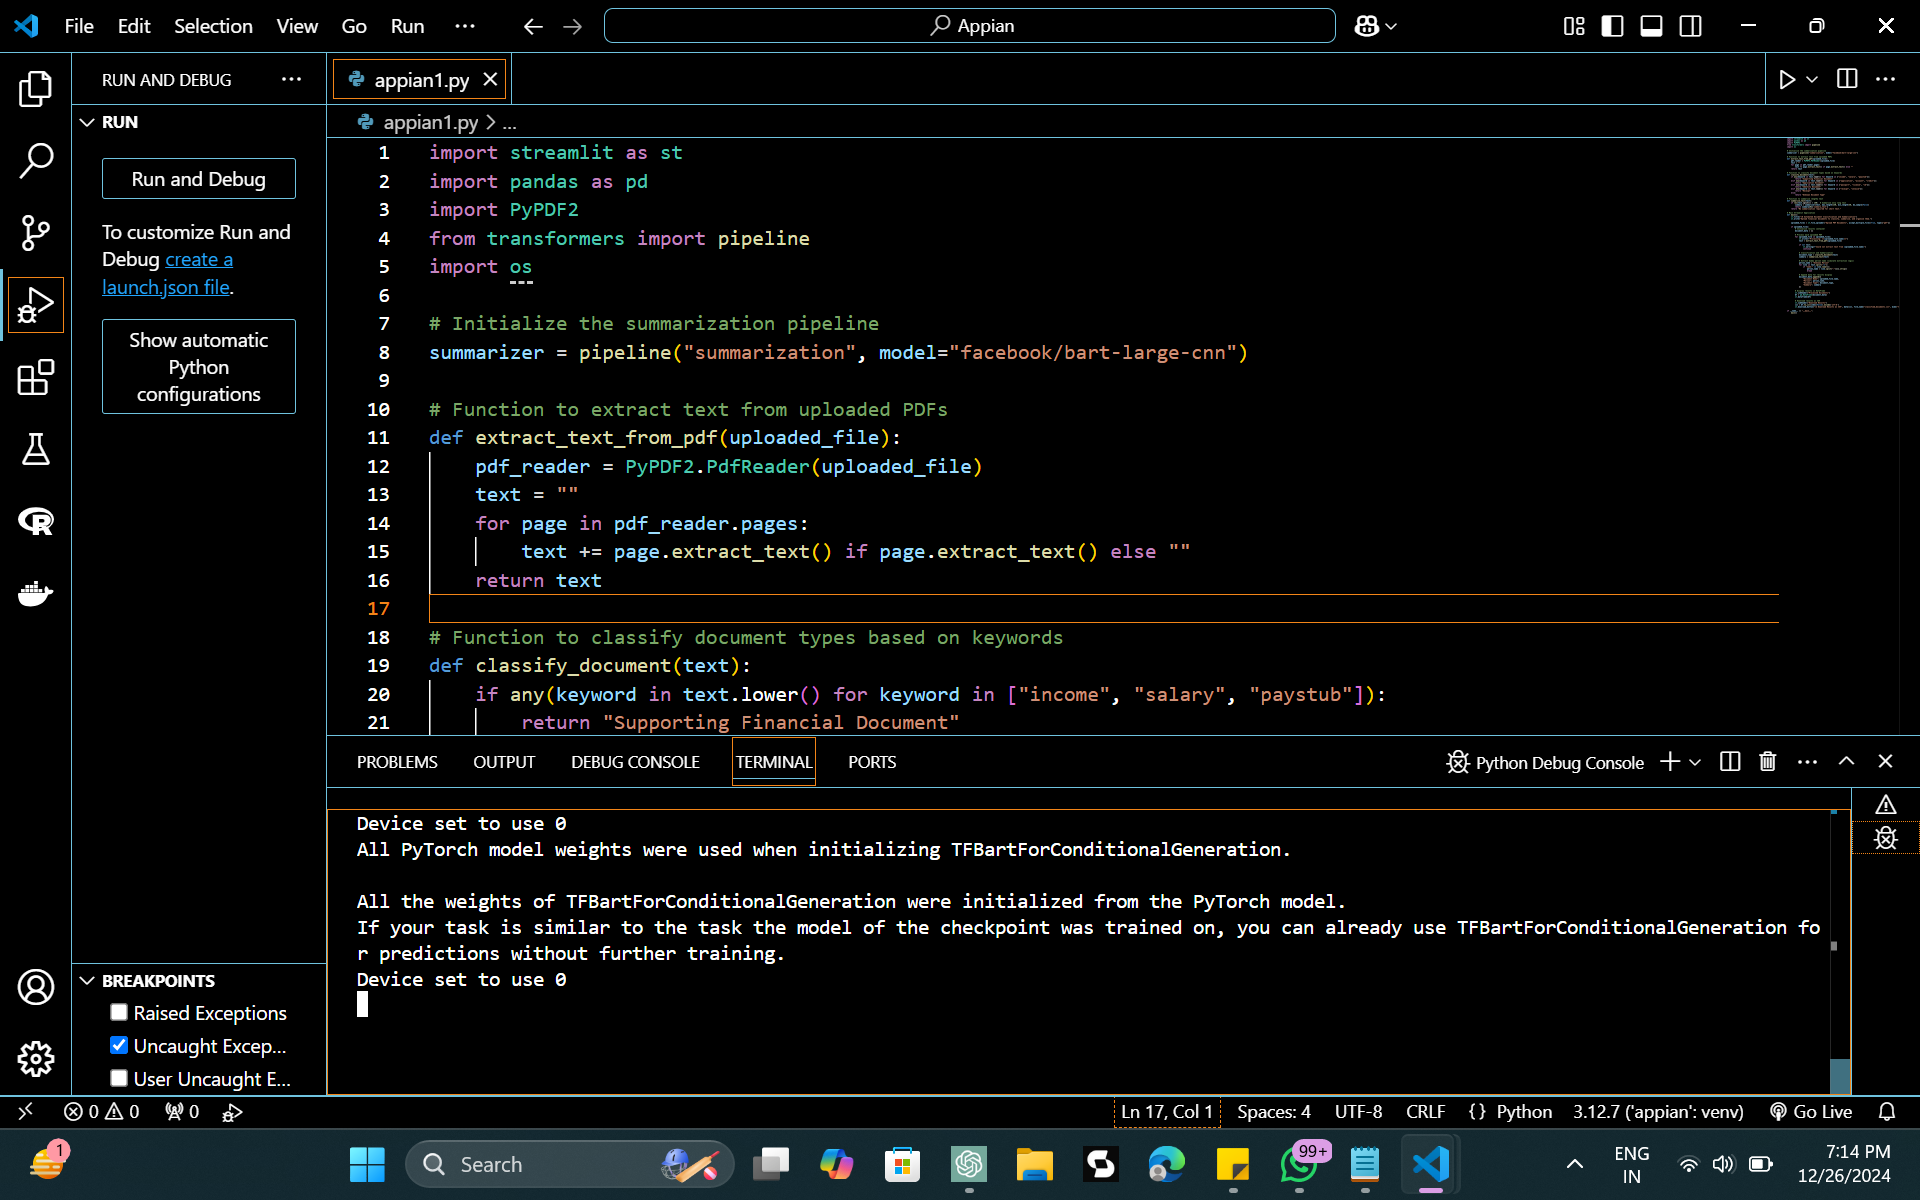 File Edit Selection View Go Run ...
Appian
RUN AND DEBUG ...
appian1.py
RUN
appian1.py > ...
Run and Debug
To customize Run and
Debug create a
launch.json file.
Show automatic
Python
configurations
1 import streamlit as st
2 import pandas as pd
3 import PyPDF2
4 from transformers import pipeline
5 import os
6
7 # Initialize the summarization pipeline
8 summarizer = pipeline("summarization", model="facebook/bart-large-cnn")
9
10 # Function to extract text from uploaded PDFs
11 def extract_text_from_pdf(uploaded_file):
12 pdf_reader = PyPDF2.PdfReader(uploaded_file)
13 text = ""
14 for page in pdf_reader.pages:
15 text += page.extract_text() if page.extract_text() else ""
16 return text
17
18 # Function to classify document types based on keywords
19 def classify_document(text):
20 if any(keyword in text.lower() for keyword in ["income", "salary", "paystub"]):
21 return "Supporting Financial Document"
PROBLEMS OUTPUT DEBUG CONSOLE TERMINAL PORTS
Python Debug Console
Device set to use 0
All PyTorch model weights were used when initializing TFBartForConditionalGeneration.
All the weights of TFBartForConditionalGeneration were initialized from the PyTorch model.
If your task is similar to the task the model of the checkpoint was trained on, you can already use TFBartForConditionalGeneration fo
r predictions without further training.
Device set to use 0
BREAKPOINTS
Raised Exceptions
Uncaught Excep...
User Uncaught E...
0 0 0
Ln 17, Col 1 Spaces: 4 UTF-8 CRLF {} Python 3.12.7 ('appian': venv) Go Live
1
Search
99+
ENG
IN
7:14 PM
12/26/2024